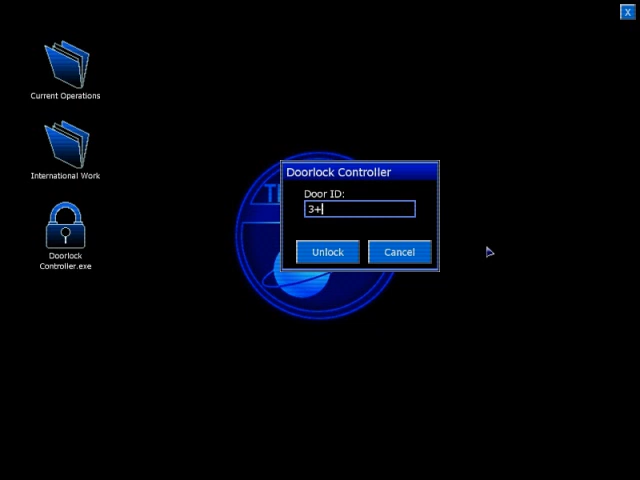 X
Current Operations
International Work
Doorlock
Controller.exe
Doorlock Controller
Door ID:
3+
Unlock
Cancel